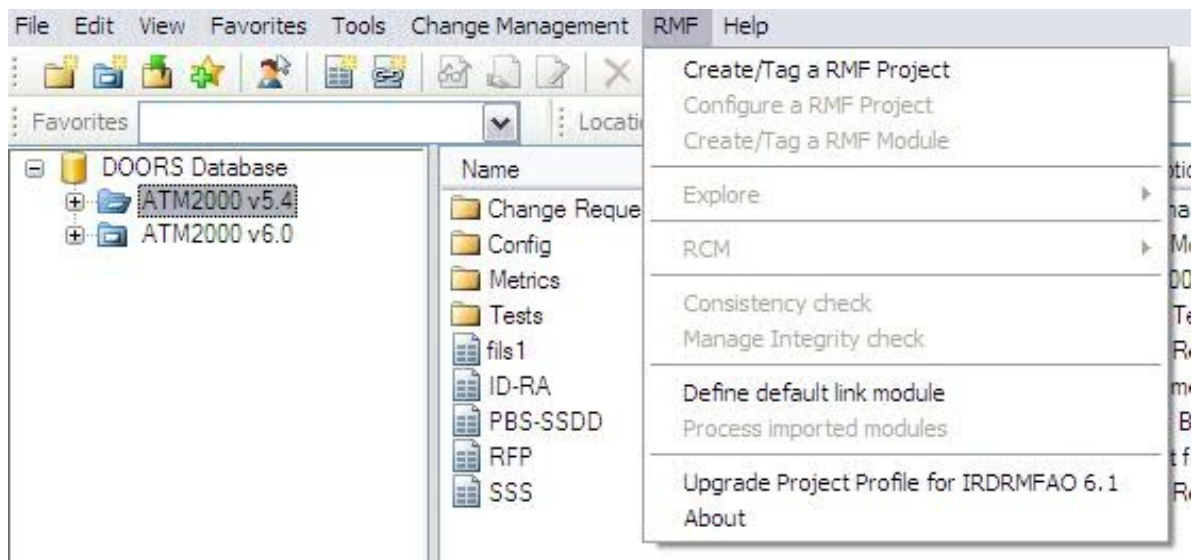 File Edit View Favorites Tools Change Management RMF Help
Favorites
DOORS Database
ATM2000 v5.4
ATM2000 v6.0
Name
Change Reque
Config
Metrics
Tests
fils1
ID-RA
PBS-SSDD
RFP
SSS
Create/Tag a RMF Project
Configure a RMF Project
Create/Tag a RMF Module
Explore
RCM
Consistency check
Manage Integrity check
Define default link module
Process imported modules
Upgrade Project Profile for IRDRMFAO 6.1
About